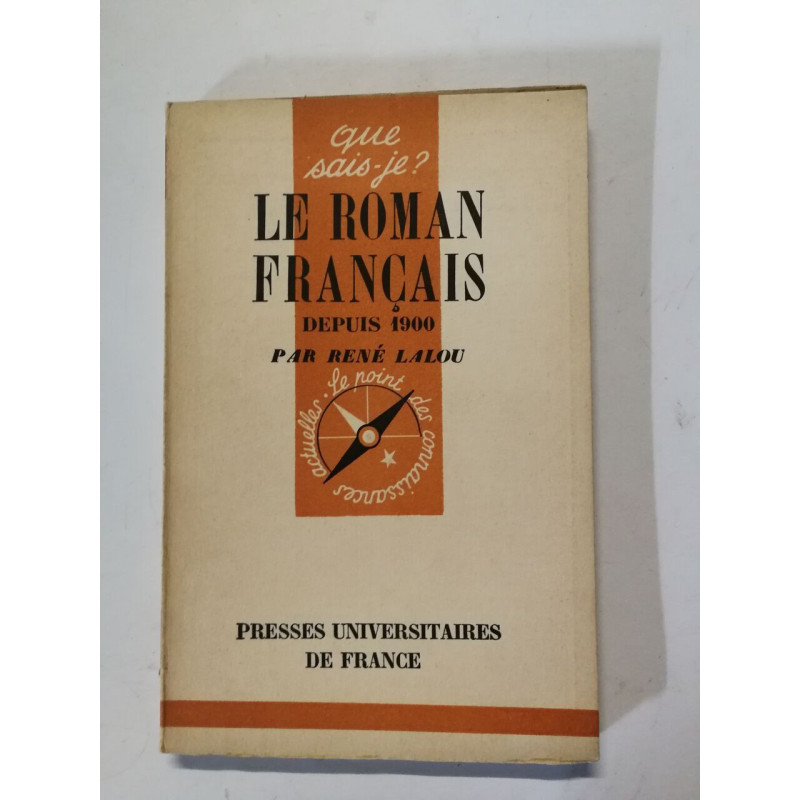 que
sais-je?
LE ROMAN
FRANÇAIS
DEPUIS 1900
PAR RENÉ LALOU
Le point des connaissances actuelles.
PRESSES UNIVERSITAIRES
DE FRANCE